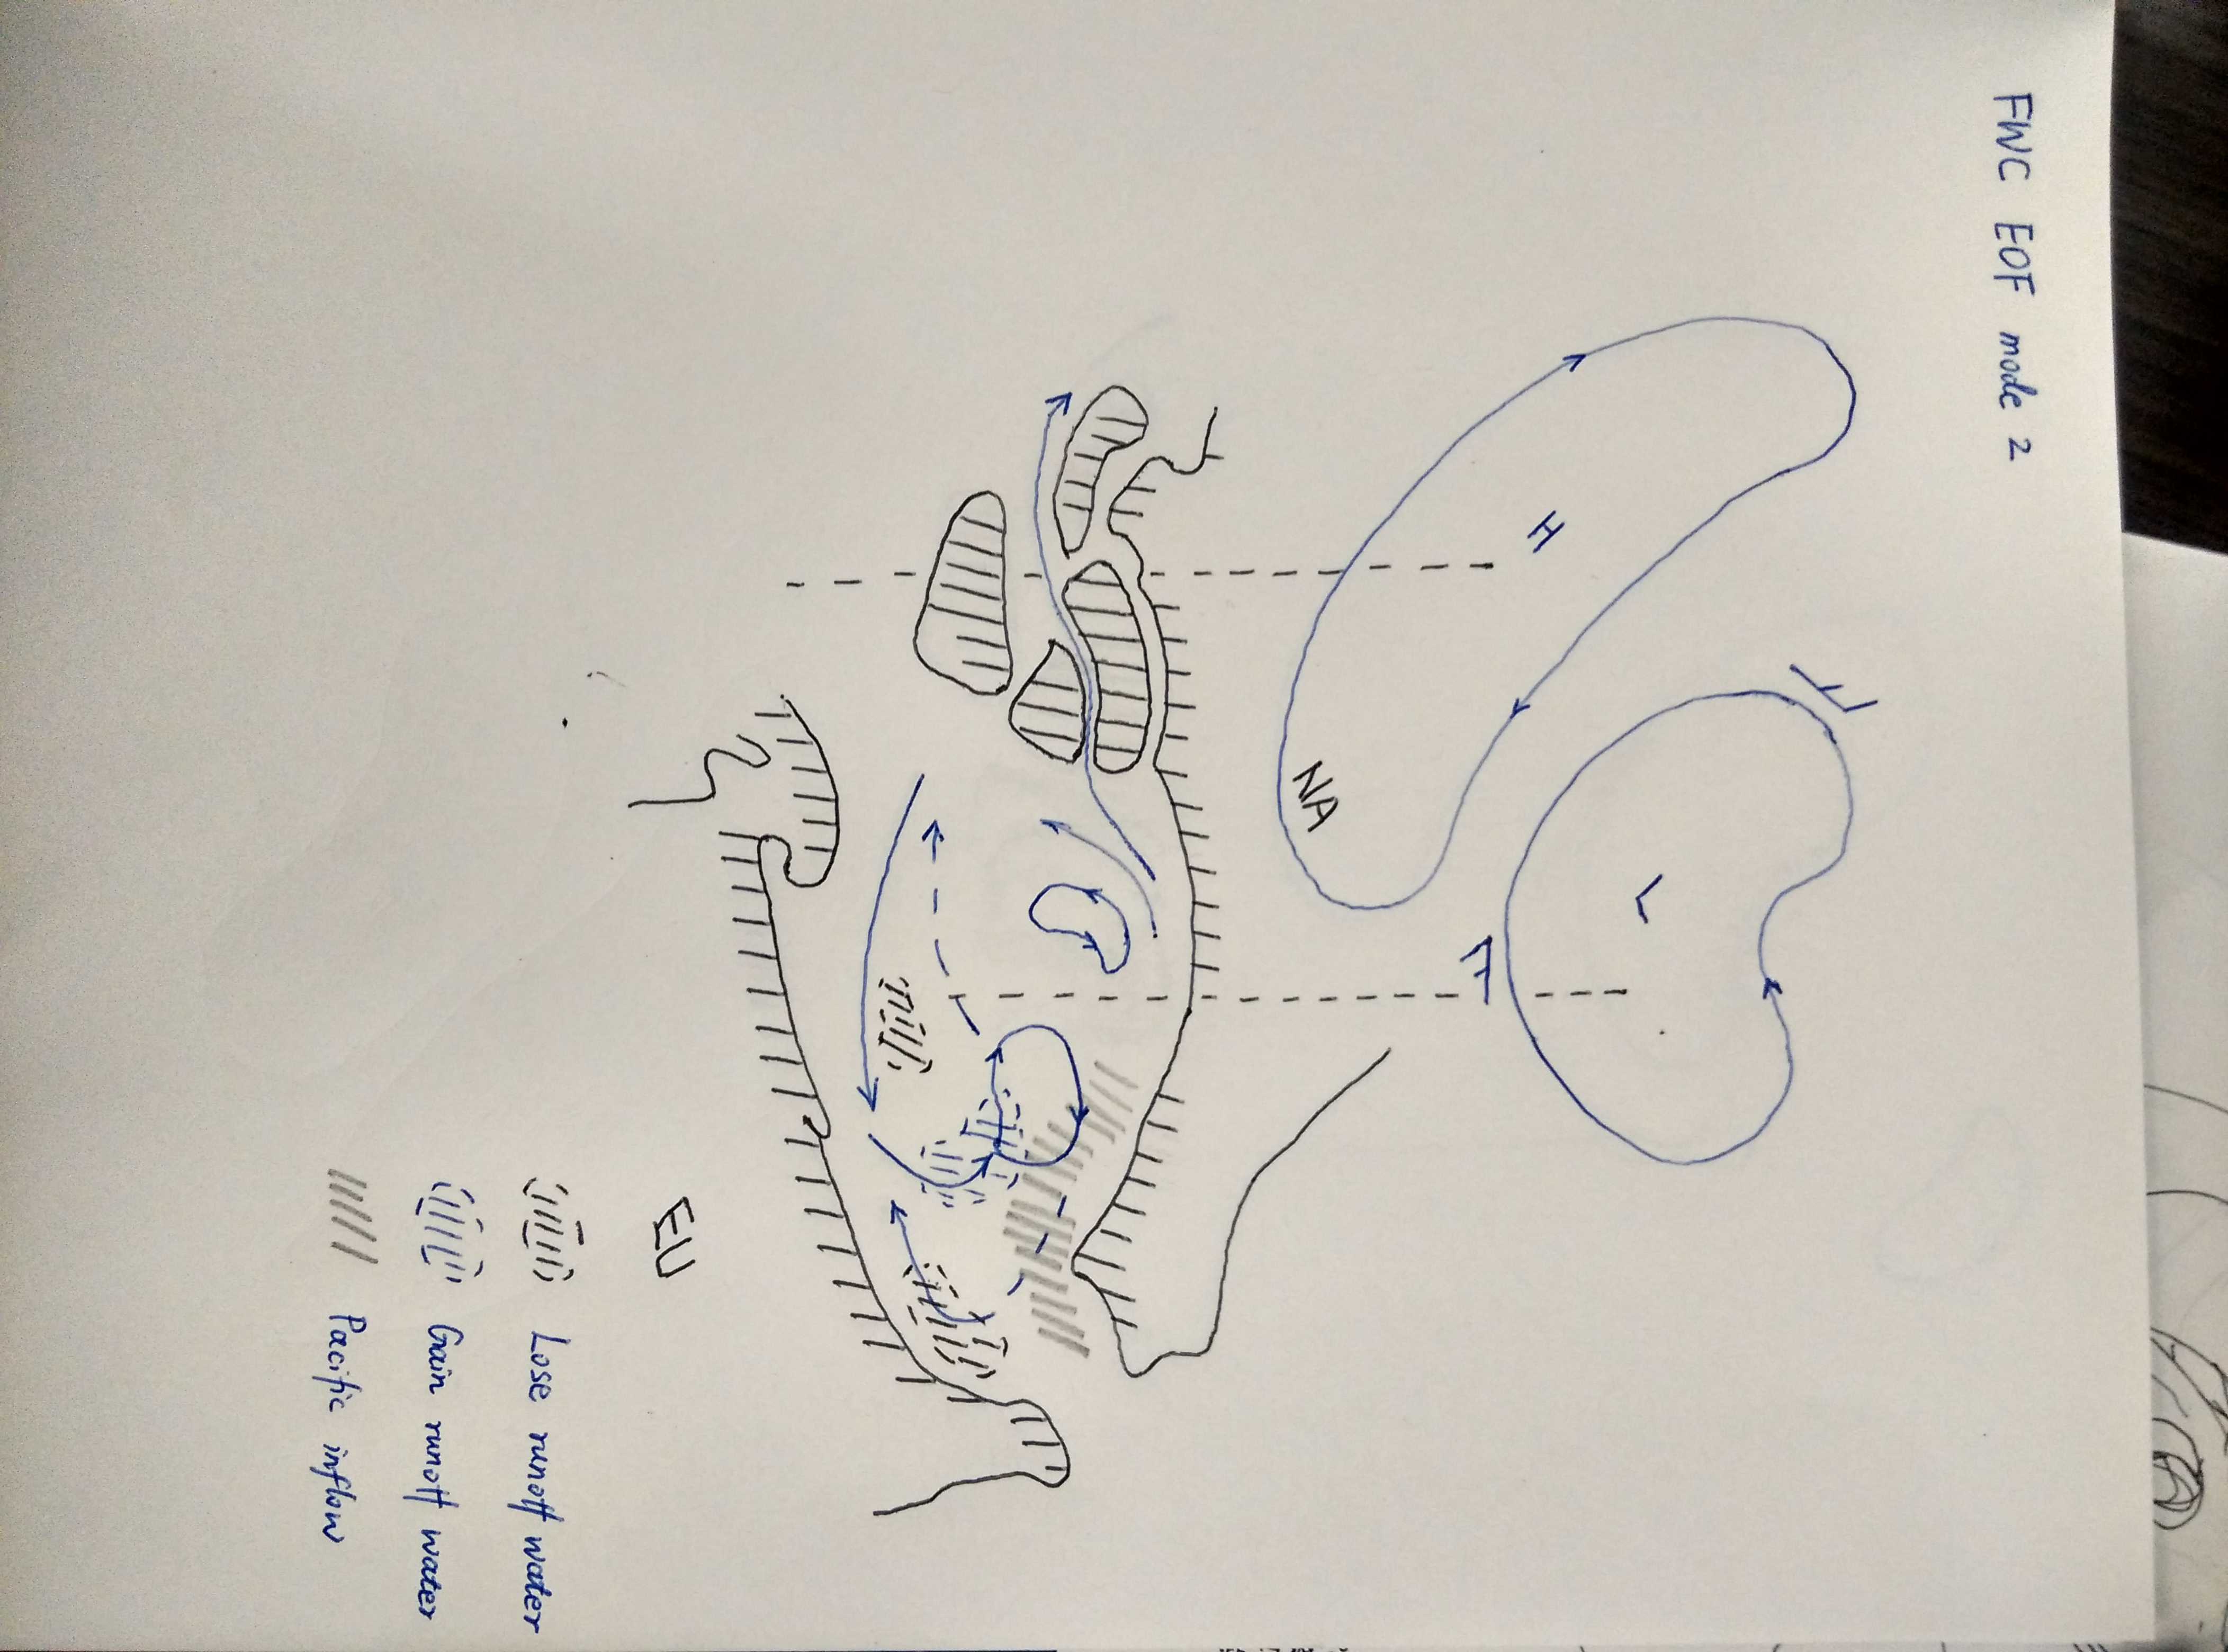 FWC EOF mode 2
H
L
NA
EU
Lose runoff water
Gain runoff water
Pacific inflow